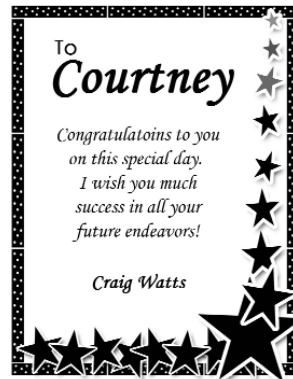 To
Courtney
Congratulatoins to you
on this special day.
I wish you much
success in all your
future endeavors!
Craig Watts